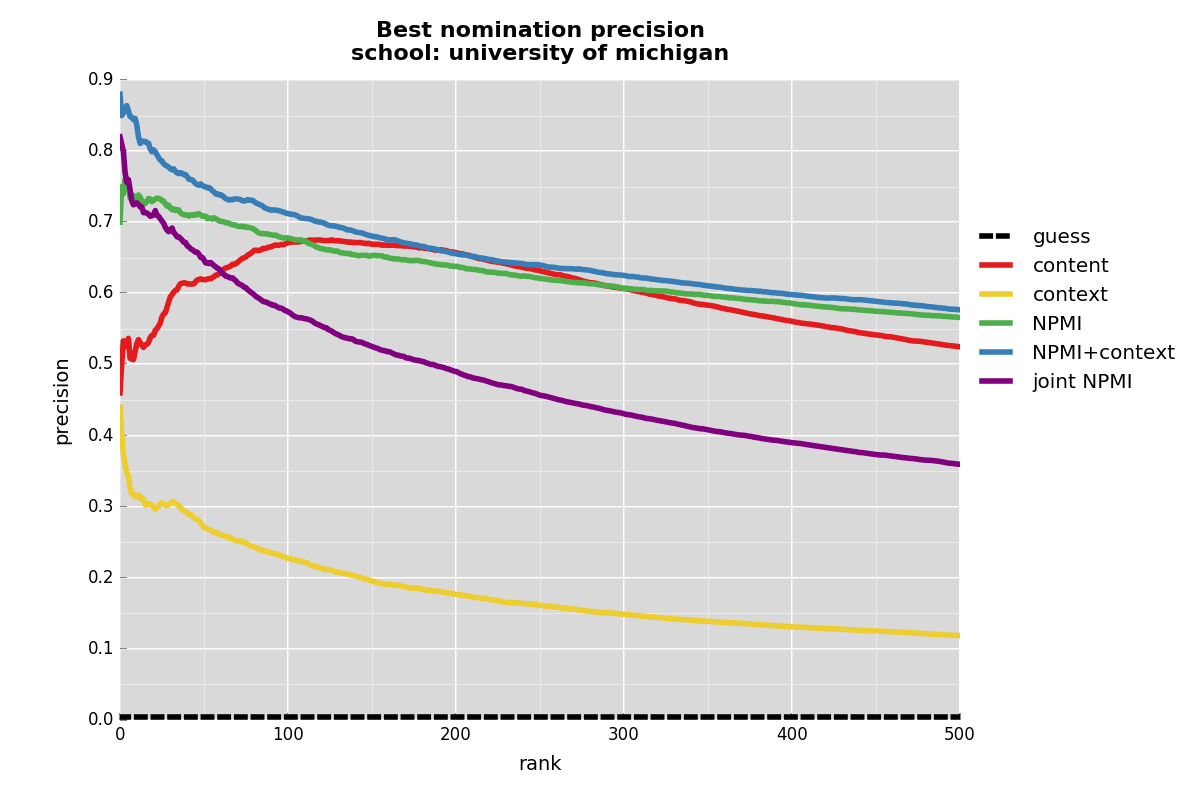 Best nomination precision
school: university of michigan
precision
0.9
0.8
0.7
0.6
0.5
0.4
0.3
0.2
0.1
0.0
0 100 200 300 400 500
rank
guess
content
context
NPMI
NPMI+context
joint NPMI